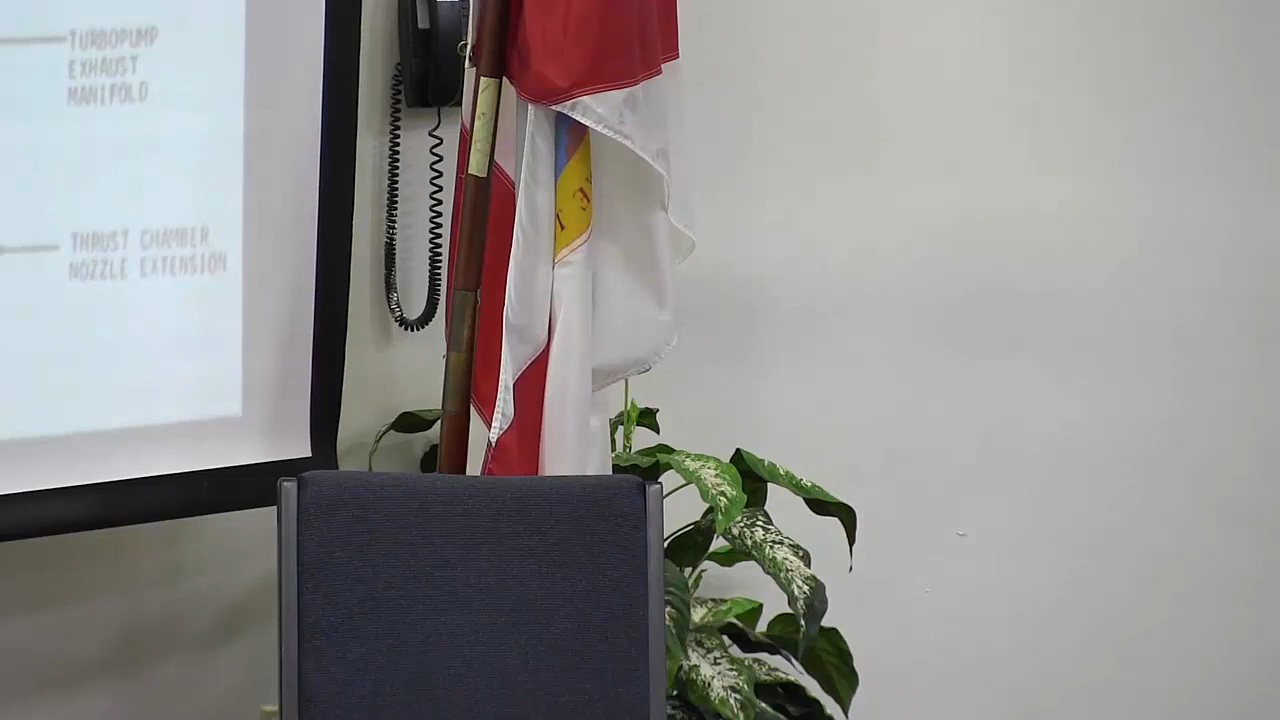 TURBOPUMP
EXHAUST
MANIFOLD
THRUST CHAMBER
NOZZLE EXTENSION